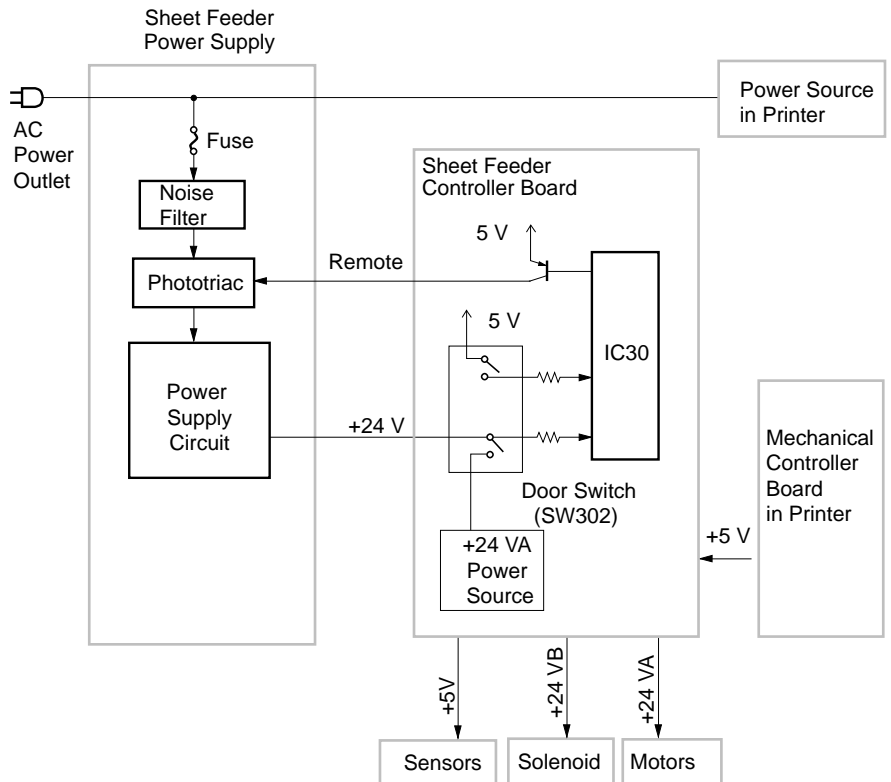 Sheet Feeder
Power Supply
AC
Power
Outlet
Fuse
Noise
Filter
Phototriac
Power
Supply
Circuit
Power Source
in Printer
Sheet Feeder
Controller Board
5 V
Remote
5 V
IC30
+24 V
Door Switch
(SW302)
+24 VA
Power
Source
Mechanical
Controller
Board
in Printer
+5 V
+5V
+24 VB
+24 VA
Sensors
Solenoid
Motors